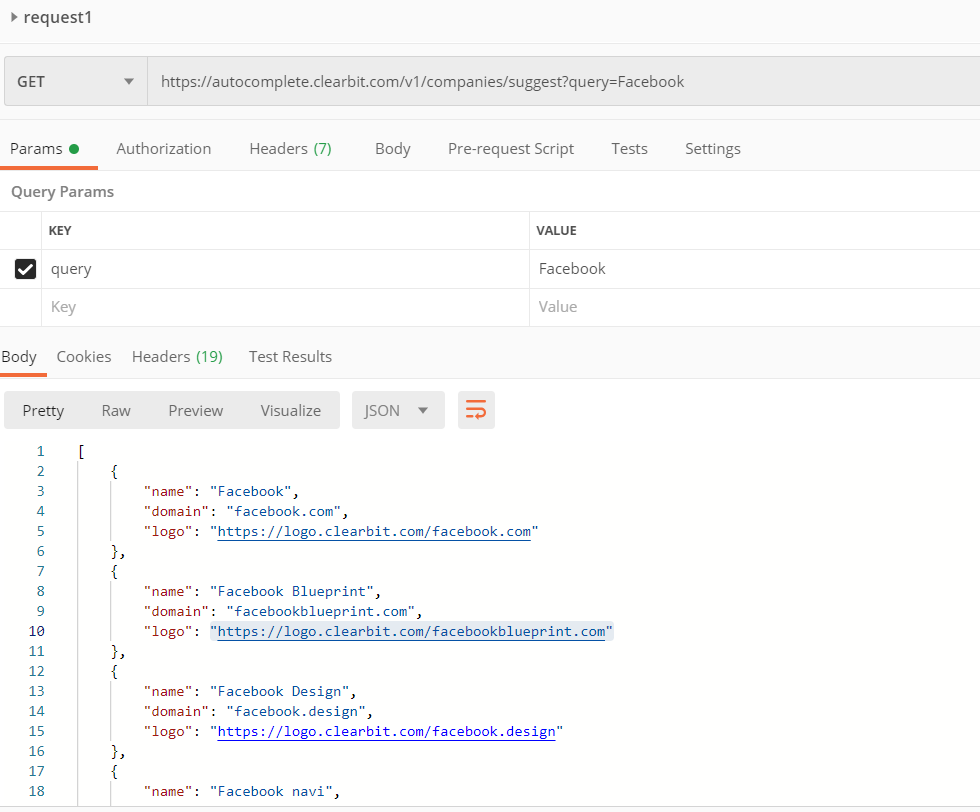 request1
GET https://autocomplete.clearbit.com/v1/companies/suggest?query=Facebook
Params Authorization Headers (7) Body Pre-request Script Tests Settings
Query Params
KEY VALUE
query Facebook
Key Value
Body Cookies Headers (19) Test Results
Pretty Raw Preview Visualize JSON
1 [
2 {
3 "name": "Facebook",
4 "domain": "facebook.com",
5 "logo": "https://logo.clearbit.com/facebook.com"
6 },
7 {
8 "name": "Facebook Blueprint",
9 "domain": "facebookblueprint.com",
10 "logo": "https://logo.clearbit.com/facebookblueprint.com"
11 },
12 {
13 "name": "Facebook Design",
14 "domain": "facebook.design",
15 "logo": "https://logo.clearbit.com/facebook.design"
16 },
17 {
18 "name": "Facebook navi",